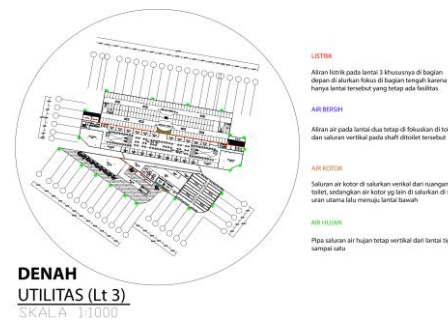 LISTRIK
Aliran listrik pada lantai 3 khususnya di bagian
depan di alurkan fokus di bagian tengah karena
hanya lantai tersebut yang tetap ada fasilitas
AIR BERSIH
Aliran air pada lantai dua tetap di fokuskan di to
dan saluran vertikal pada shaft ditoilet tersebut
AIR KOTOR
Saluran air kotor di salurkan verikal dari ruangan
toilet, sedangkan air kotor yg lain di salurkan di s
uran utama lalu menuju lantai bawah
AIR HUJAN
Pipa saluran air hujan tetap vertikal dari lantai tig
sampai satu
DENAH
UTILITAS (Lt 3)
SKALA 1:1000